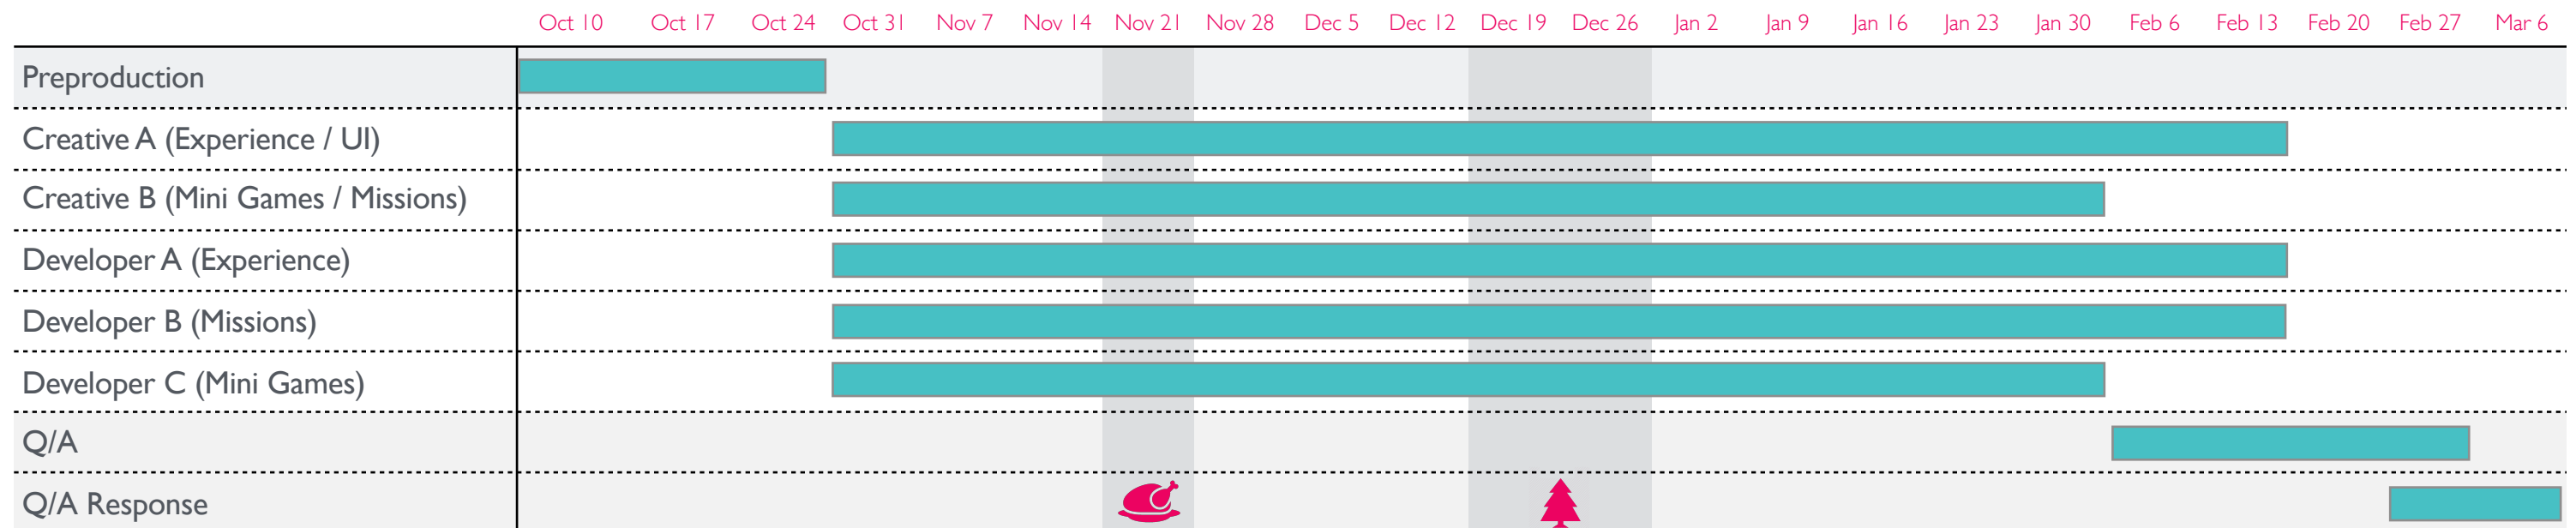 Oct 10 Oct 17 Oct 24 Oct 31 Nov 7 Nov 14 Nov 21 Nov 28 Dec 5 Dec 12 Dec 19 Dec 26 Jan 2 Jan 9 Jan 16 Jan 23 Jan 30 Feb 6 Feb 13 Feb 20 Feb 27 Mar 6
Preproduction
Creative A (Experience / UI)
Creative B (Mini Games / Missions)
Developer A (Experience)
Developer B (Missions)
Developer C (Mini Games)
Q/A
Q/A Response